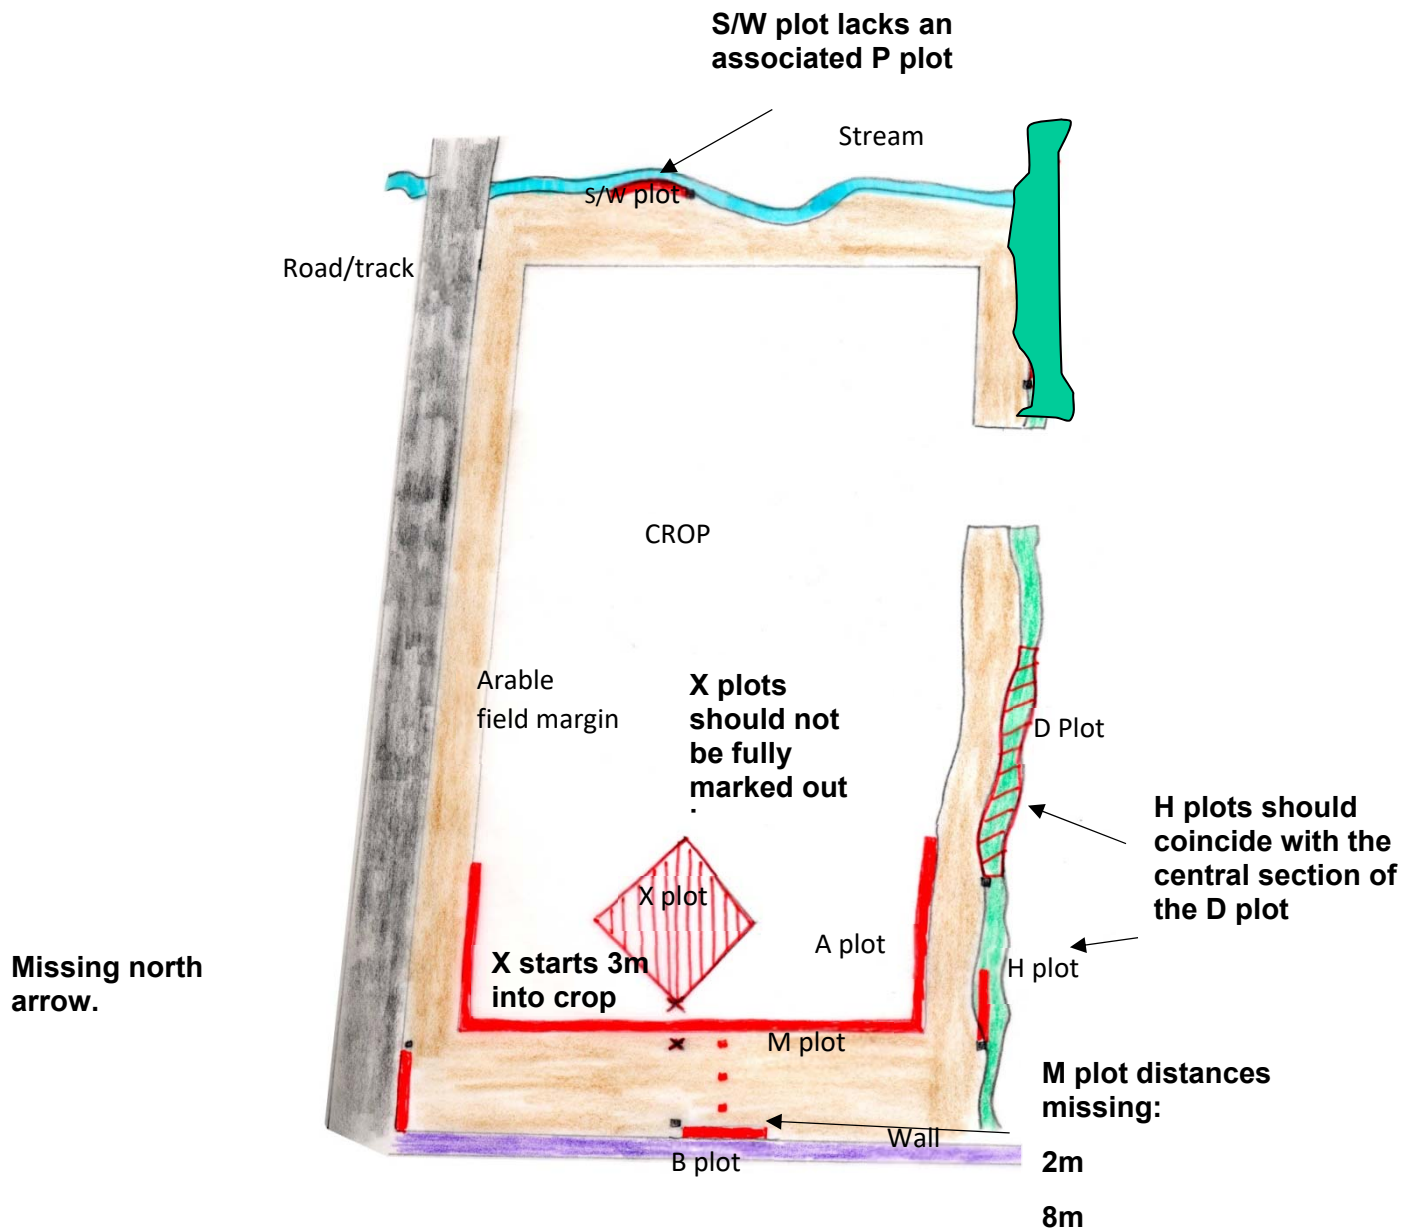 S/W plot lacks an
associated P plot
Stream
S/W plot
Road/track
CROP
Arable
field margin
X plots
should not
be fully
marked out
D Plot
H plots should
coincide with the
central section of
the D plot
X plot
A plot
H plot
X starts 3m
into crop
Missing north
arrow.
M plot
M plot distances
missing:
2m
8m
Wall
B plot